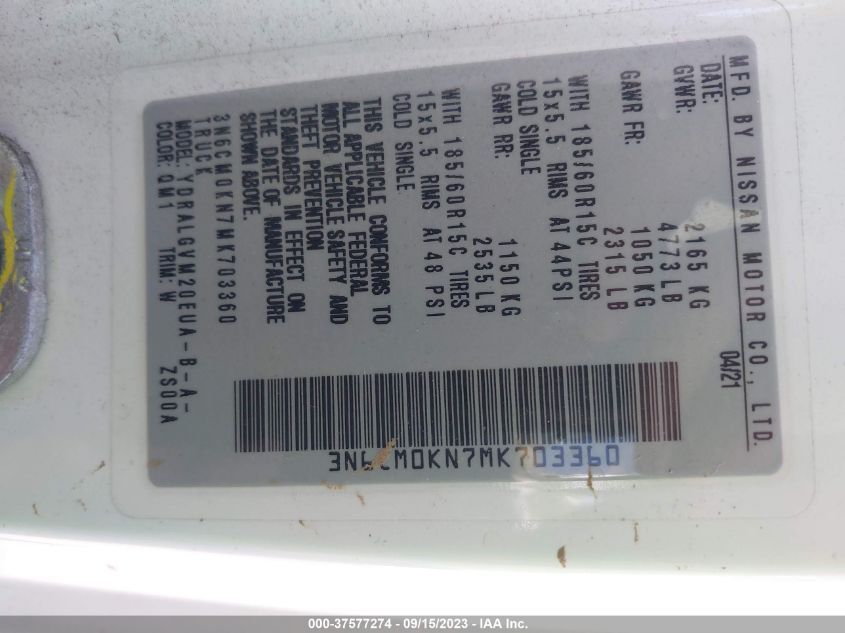 MFD. BY NISSAN MOTOR CO., LTD.
DATE: 04/21
GVWR: 2165 KG
4773 LB
GAWR FR: 1050 KG
2315 LB
WITH 185/60R15C TIRES
15x5.5 RIMS AT 44PSI
COLD SINGLE
GAWR RR: 1150 KG
2535 LB
WITH 185/60R15C TIRES
15x5.5 RIMS AT 48 PSI
COLD SINGLE
THIS VEHICLE CONFORMS TO
ALL APPLICABLE FEDERAL
MOTOR VEHICLE SAFETY AND
THEFT PREVENTION
STANDARDS IN EFFECT ON
THE DATE OF MANUFACTURE
SHOWN ABOVE.
3N6CM0KN7MK703360
TRUCK
MODEL: YDRALGVM20EUA-B-A-
COLOR: QM1 TRIM: W ZS00A
3N6CM0KN7MK703360
000-37577274 - 09/15/2023 - IAA Inc.